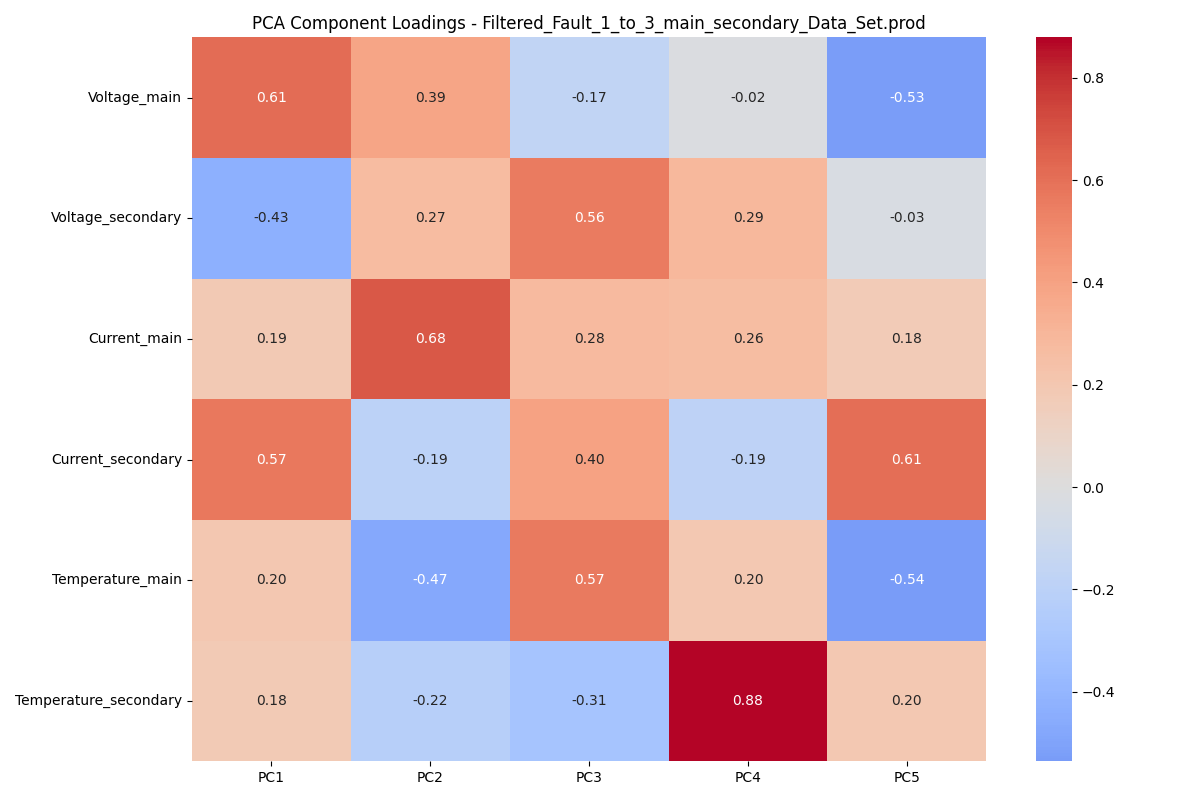 PCA Component Loadings - Filtered_Fault_1_to_3_main_secondary_Data_Set.prod
Voltage_main 0.61 0.39 -0.17 -0.02 -0.53
Voltage_secondary -0.43 0.27 0.56 0.29 -0.03
Current_main 0.19 0.68 0.28 0.26 0.18
Current_secondary 0.57 -0.19 0.40 -0.19 0.61
Temperature_main 0.20 -0.47 0.57 0.20 -0.54
Temperature_secondary 0.18 -0.22 -0.31 0.88 0.20
PC1 PC2 PC3 PC4 PC5
0.8
0.6
0.4
0.2
0.0
−0.2
−0.4